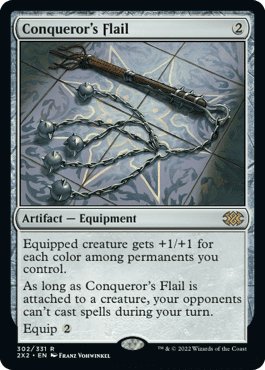 Conqueror's Flail 2
Artifact — Equipment
Equipped creature gets +1/+1 for
each color among permanents you
control.
As long as Conqueror's Flail is
attached to a creature, your opponents
can't cast spells during your turn.
Equip 2
302/331 R
2X2 • EN Franz Vohwinkel
™ & © 2022 Wizards of the Coast